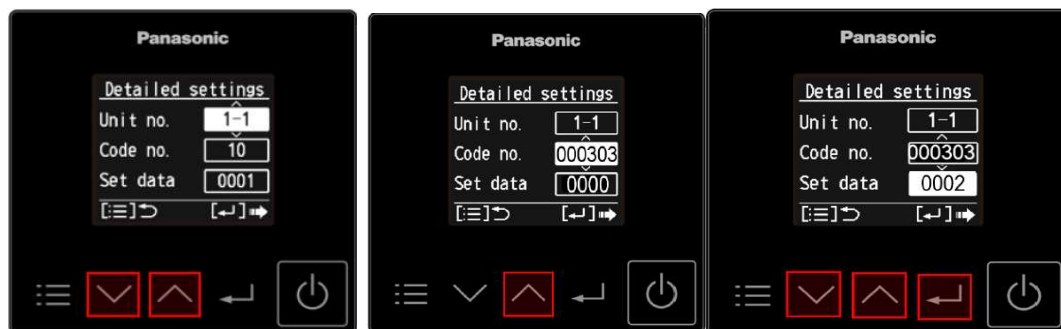 Panasonic
Detailed settings
Unit no. 1-1
Code no. 10
Set data 0001
[:≡]⮌ [↵]➡
Panasonic
Detailed settings
Unit no. 1-1
Code no. 000303
Set data 0000
[:≡]⮌ [↵]➡
Panasonic
Detailed settings
Unit no. 1-1
Code no. 000303
Set data 0002
[:≡]⮌ [↵]➡